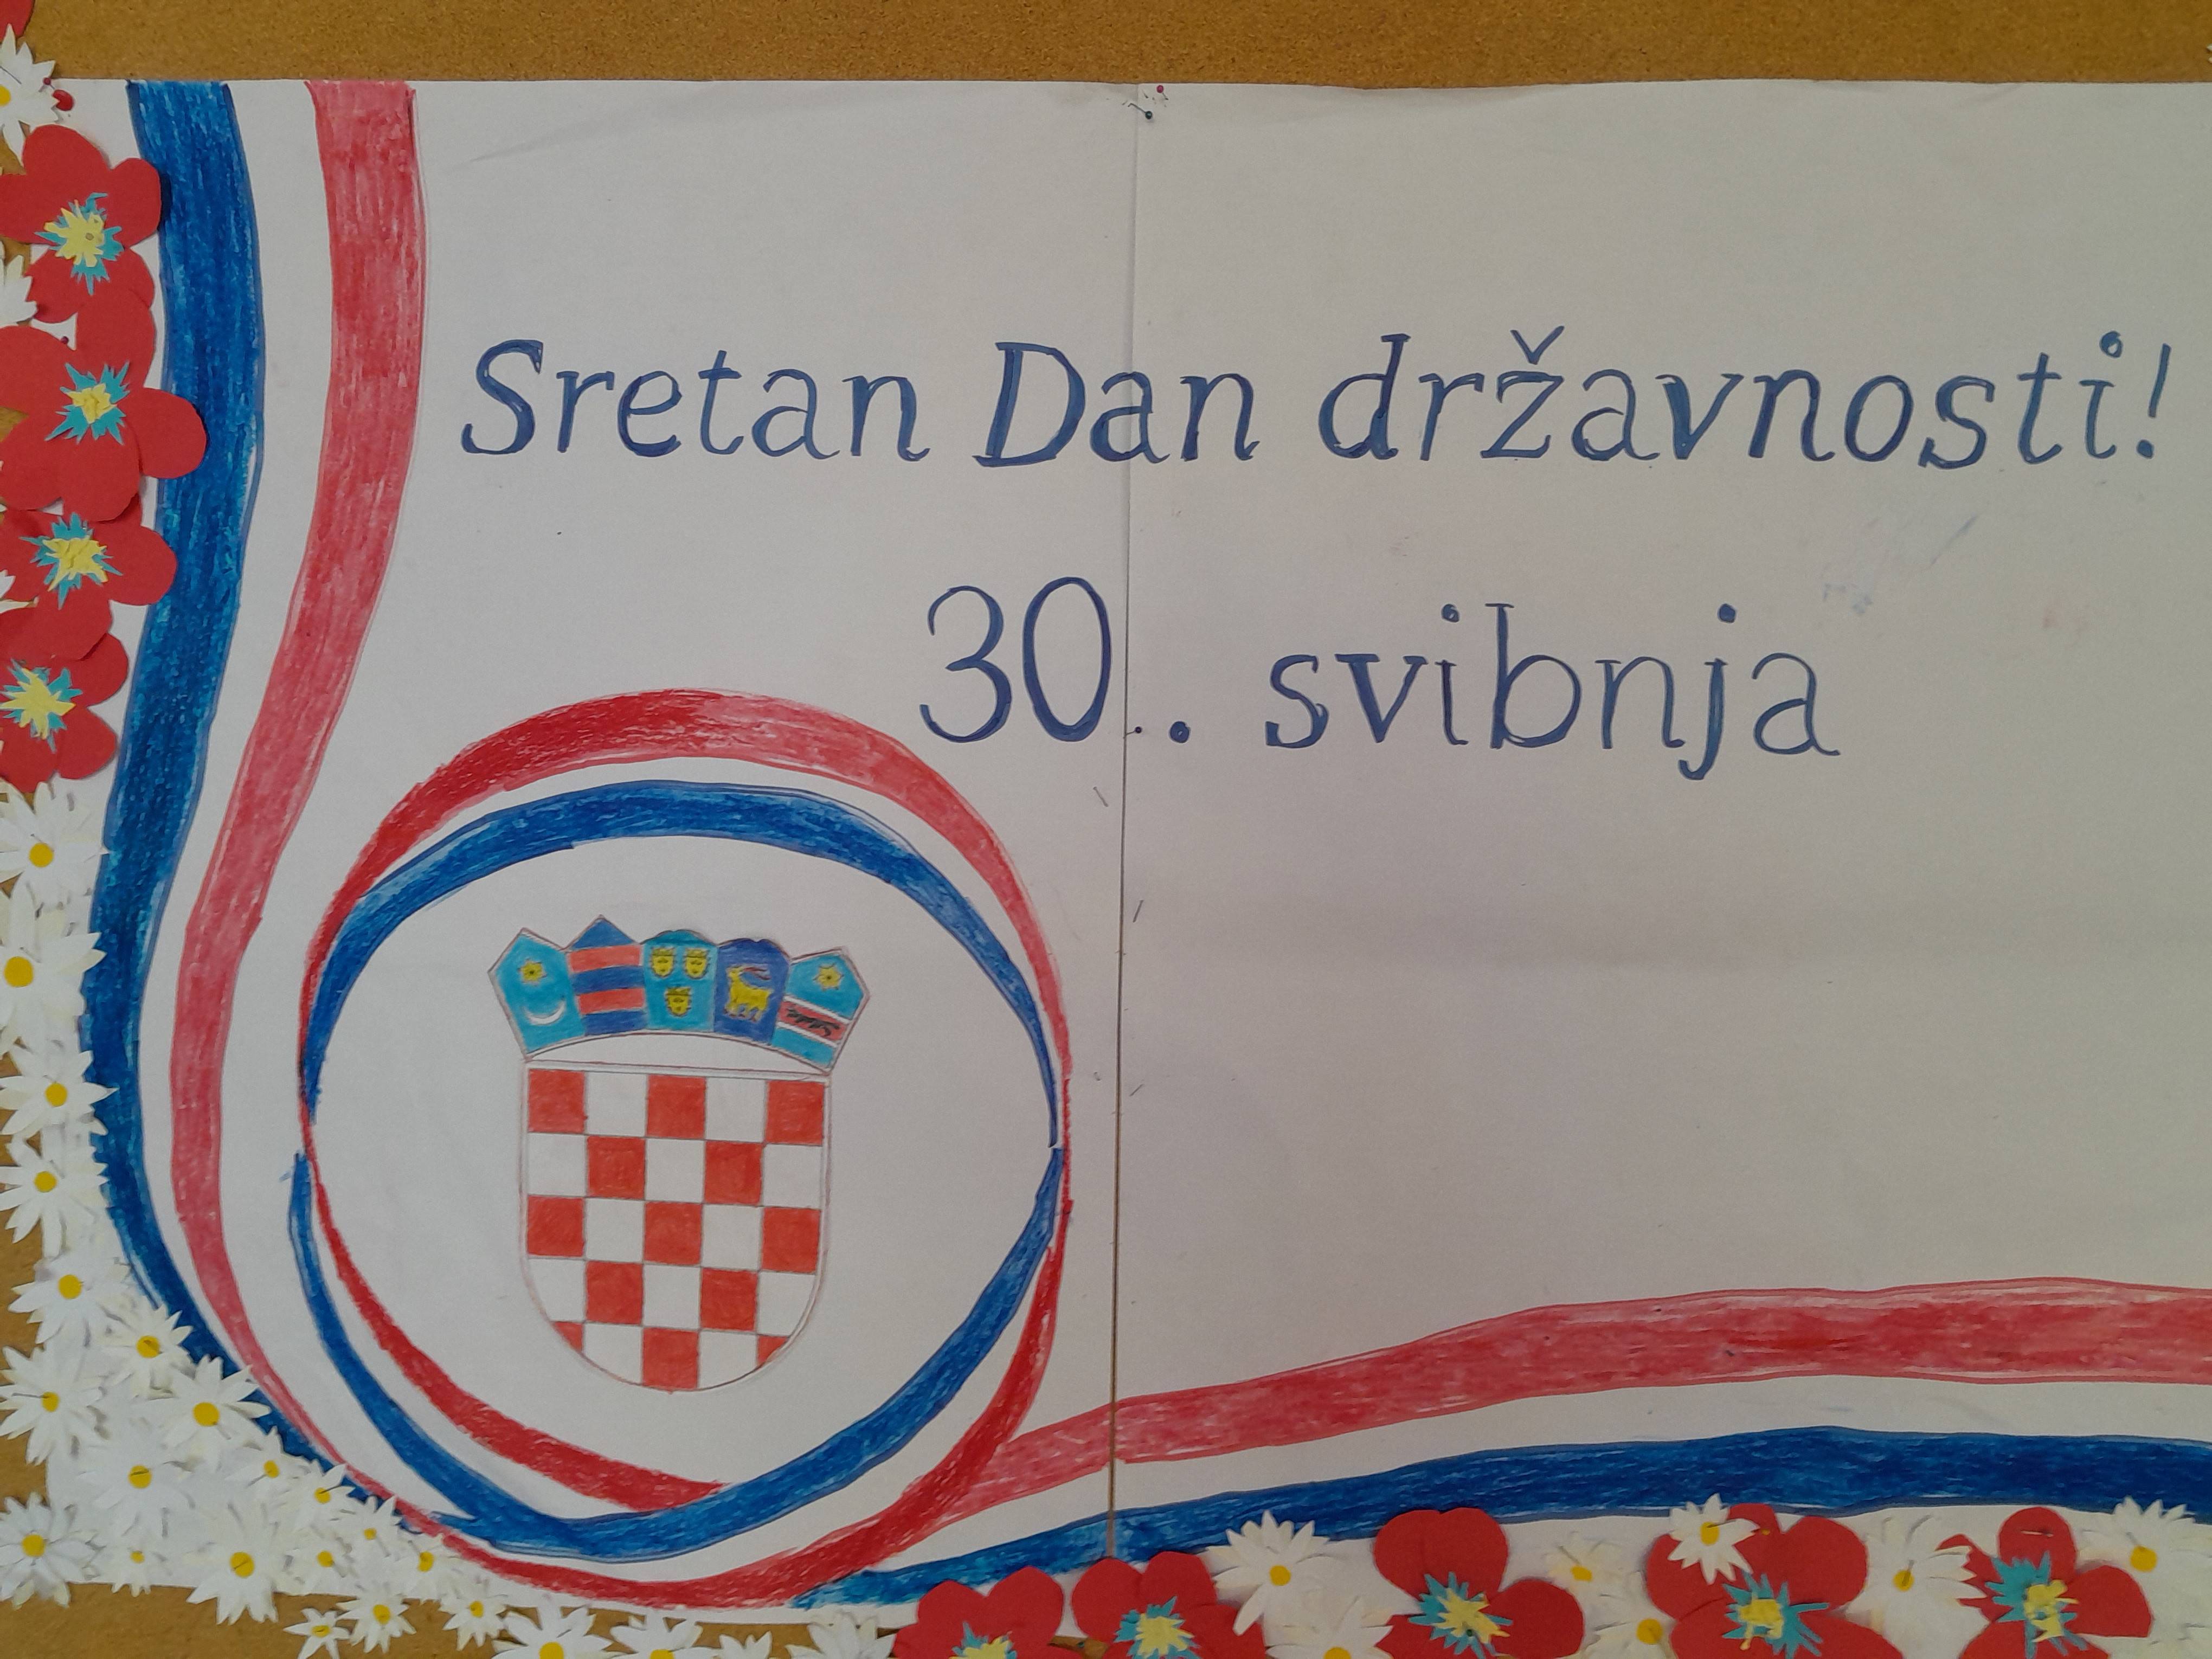 Sretan Dan državnosti!
30.. svibnja